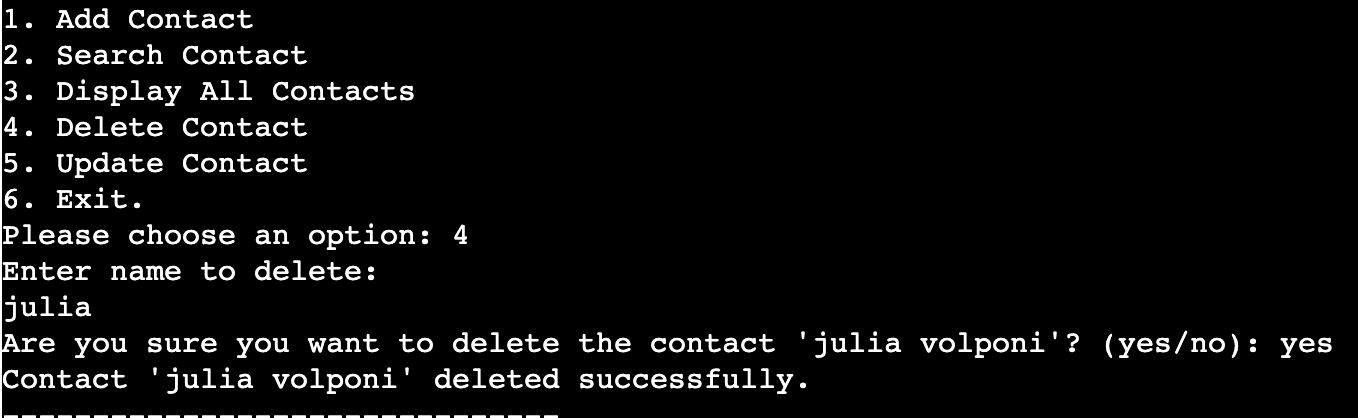 1. Add Contact
2. Search Contact
3. Display All Contacts
4. Delete Contact
5. Update Contact
6. Exit.
Please choose an option: 4
Enter name to delete:
julia
Are you sure you want to delete the contact 'julia volponi'? (yes/no): yes
Contact 'julia volponi' deleted successfully.
-------------------------------